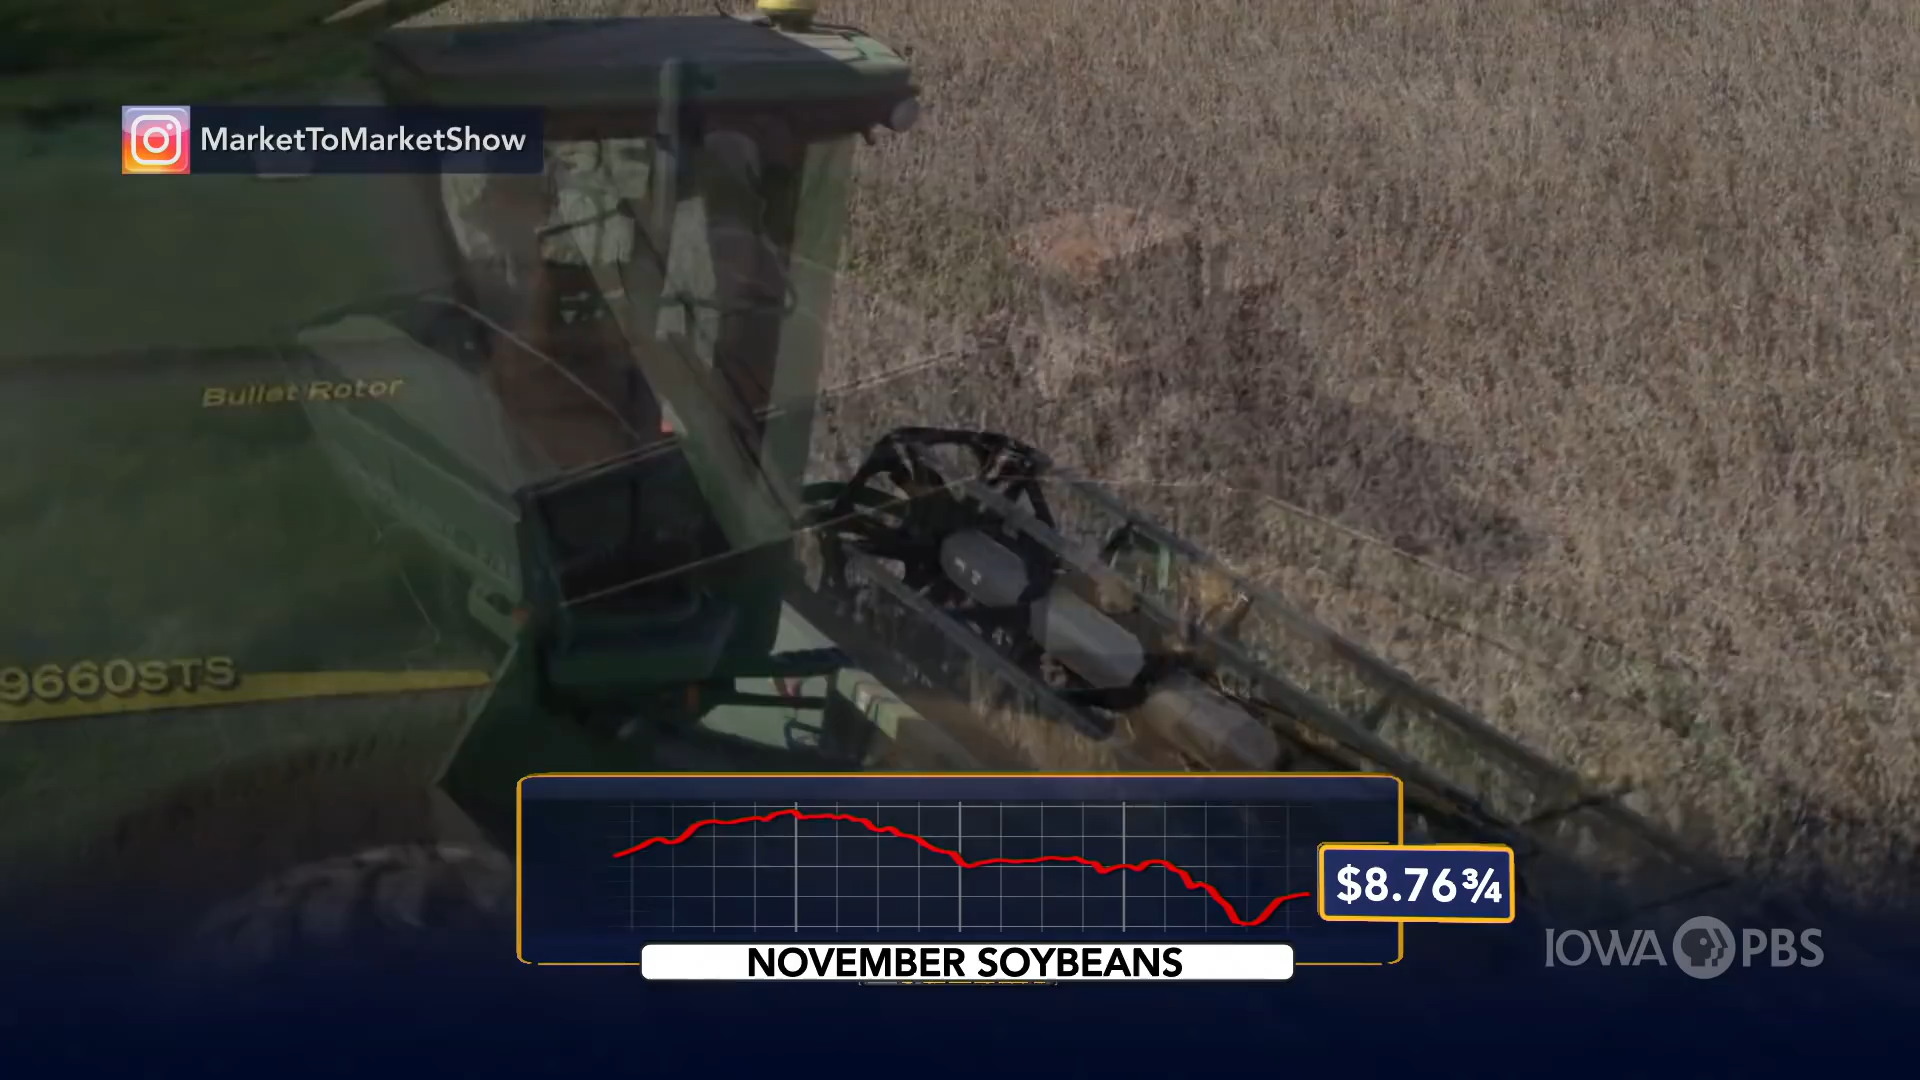 MarketToMarketShow
Bullet Rotor
9660STS
$8.76¾
NOVEMBER SOYBEANS
IOWA PBS